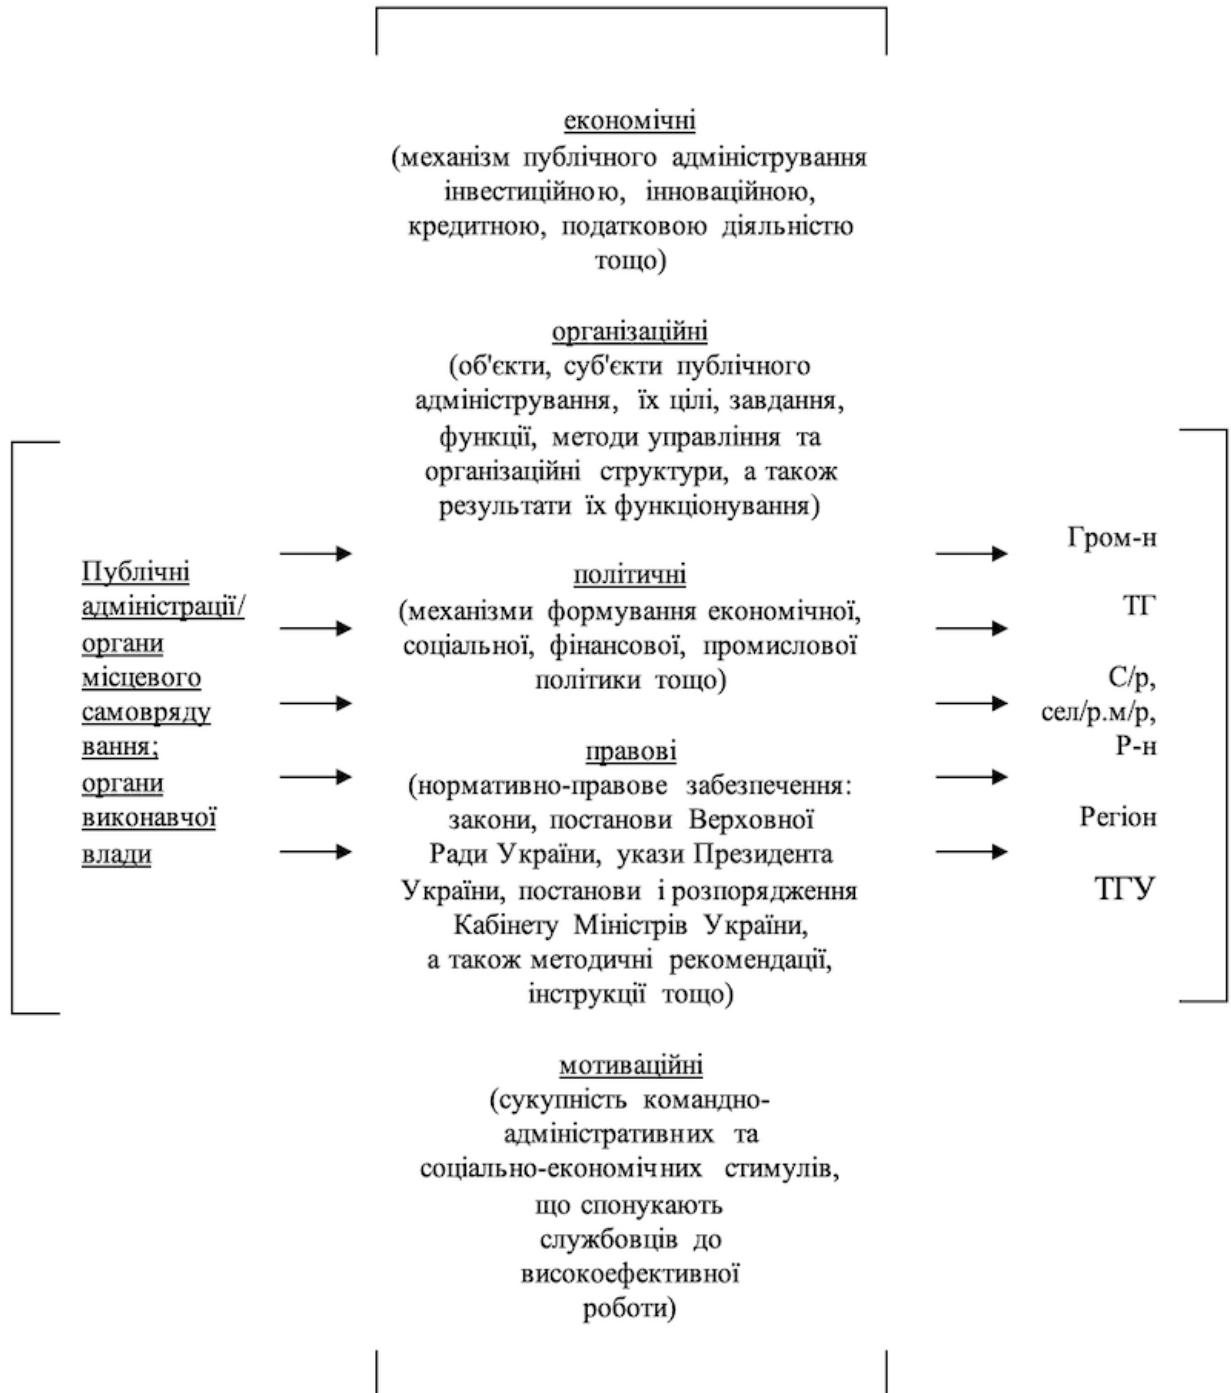 економічні
(механізм публічного адміністрування
інвестиційною, інноваційною,
кредитною, податковою діяльністю
тощо)
організаційні
(об'єкти, суб'єкти публічного
адміністрування, їх цілі, завдання,
функції, методи управління та
організаційні структури, а також
результати їх функціонування)
політичні
(механізми формування економічної,
соціальної, фінансової, промислової
політики тощо)
правові
(нормативно-правове забезпечення:
закони, постанови Верховної
Ради України, укази Президента
України, постанови і розпорядження
Кабінету Міністрів України,
а також методичні рекомендації,
інструкції тощо)
мотиваційні
(сукупність командно-
адміністративних та
соціально-економічних стимулів,
що спонукають
службовців до
високоефективної
роботи)
Публічні
адміністрації/
органи
місцевого
самовряду
вання;
органи
виконавчої
влади
Гром-н
ТГ
С/р,
сел/р.м/р,
Р-н
Регіон
ТГУ